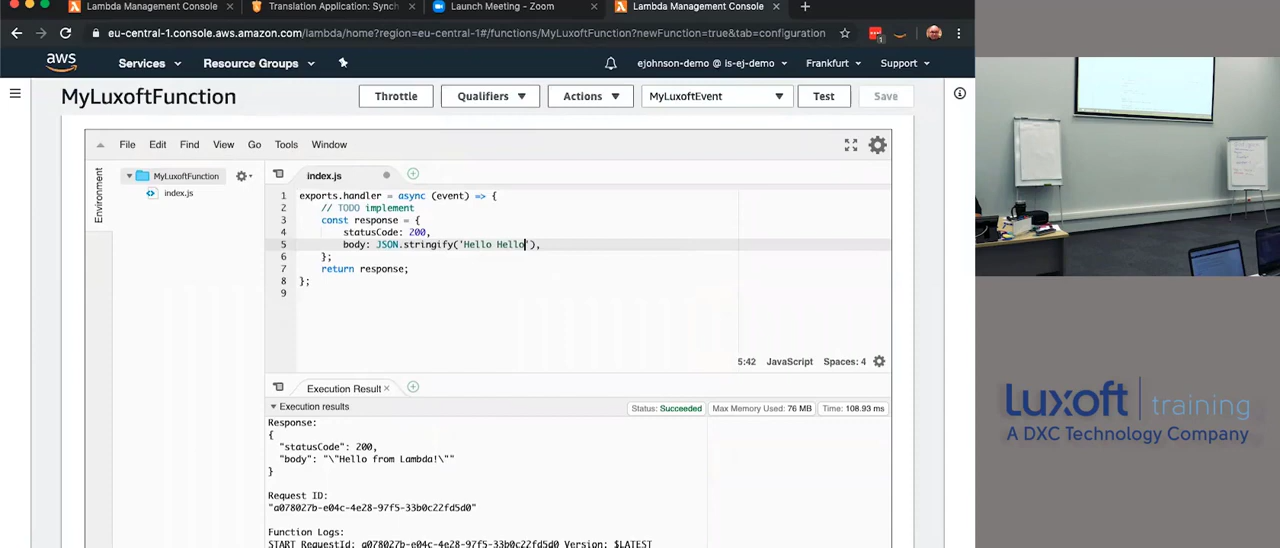 Lambda Management Console
Translation Application: Synch
Launch Meeting - Zoom
Lambda Management Console
eu-central-1.console.aws.amazon.com/lambda/home?region=eu-central-1#/functions/MyLuxoftFunction?newFunction=true&tab=configuration
aws Services Resource Groups ejohnson-demo @ is-ej-demo Frankfurt Support
MyLuxoftFunction Throttle Qualifiers Actions MyLuxoftEvent Test Save
File Edit Find View Go Tools Window
Environment
MyLuxoftFunction
index.js
index.js
1 exports.handler = async (event) => {
2 // TODO implement
3 const response = {
4 statusCode: 200,
5 body: JSON.stringify('Hello Hello'),
6 };
7 return response;
8 };
9
5:42 JavaScript Spaces: 4
Execution Result
Execution results Status: Succeeded Max Memory Used: 76 MB Time: 108.93 ms
Response:
{
"statusCode": 200,
"body": "\"Hello from Lambda!\""
}
Request ID:
"a078027b-e04c-4e28-97f5-33b0c22fd5d0"
Function Logs:
START RequestId: a078027b-e04c-4e28-97f5-33b0c22fd5d0 Version: $LATEST
Luxoft training
A DXC Technology Company